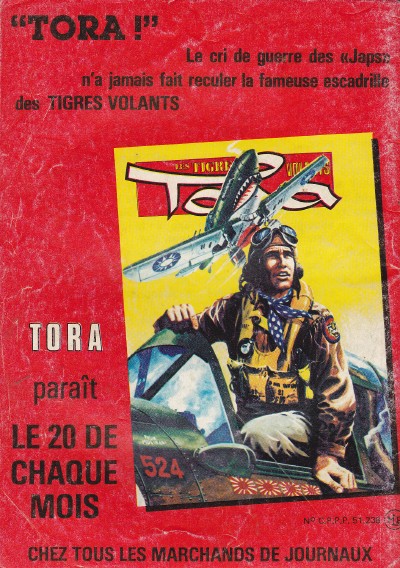 "TORA !"
Le cri de guerre des «Japs»
n'a jamais fait reculer la fameuse escadrille
des TIGRES VOLANTS
LES TIGRES VOLANTS
Tora
TORA
paraît
LE 20 DE
CHAQUE
MOIS
524
CHEZ TOUS LES MARCHANDS DE JOURNAUX